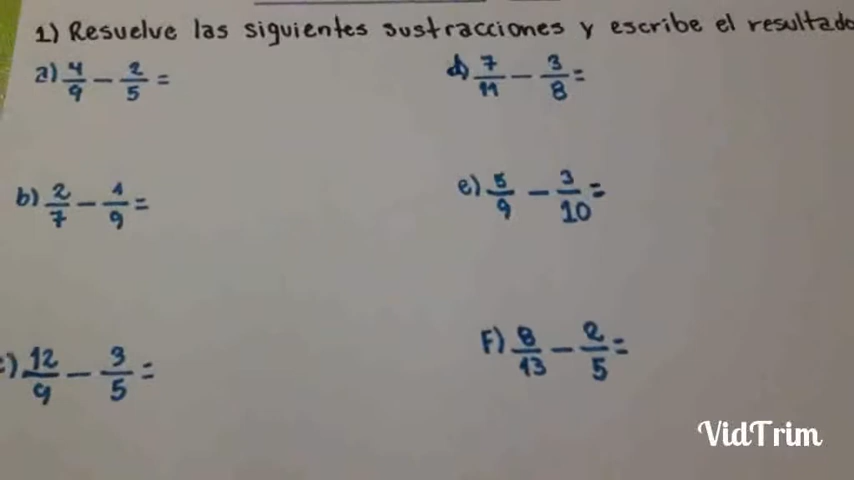 1) Resuelve las siguientes sustracciones y escribe el resultado
a) 4/9 - 2/5 =
b) 2/7 - 1/9 =
c) 12/9 - 3/5 =
d) 7/11 - 3/8 =
e) 5/9 - 3/10 =
F) 8/13 - 2/5 =
VidTrim